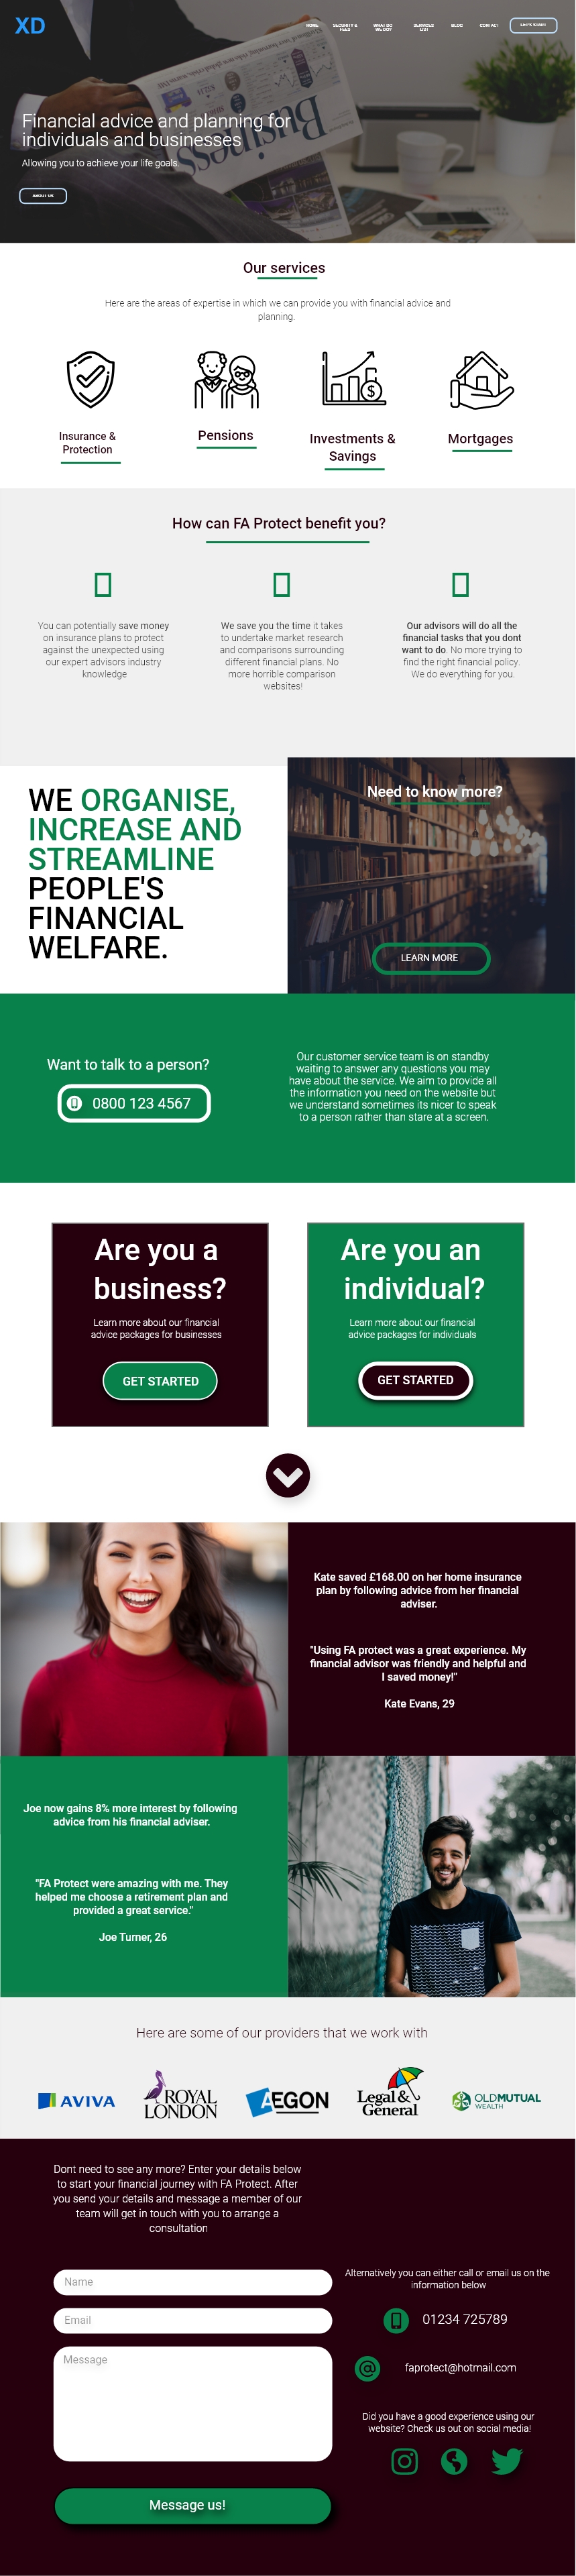 XD
HOME
SECURITY &
FEES
WHAT DO
WE DO?
SERVICES
LIST
BLOG
CONTACT
LET'S START
Business
Financial advice and planning for
individuals and businesses
Allowing you to achieve your life goals.
ABOUT US
Our services
Here are the areas of expertise in which we can provide you with financial advice and
planning.
Insurance &
Protection
Pensions
Investments &
Savings
Mortgages
How can FA Protect benefit you?
You can potentially save money
on insurance plans to protect
against the unexpected using
our expert advisors industry
knowledge
We save you the time it takes
to undertake market research
and comparisons surrounding
different financial plans. No
more horrible comparison
websites!
Our advisors will do all the
financial tasks that you dont
want to do. No more trying to
find the right financial policy.
We do everything for you.
WE ORGANISE,
INCREASE AND
STREAMLINE
PEOPLE'S
FINANCIAL
WELFARE.
Need to know more?
LEARN MORE
Want to talk to a person?
0800 123 4567
Our customer service team is on standby
waiting to answer any questions you may
have about the service. We aim to provide all
the information you need on the website but
we understand sometimes its nicer to speak
to a person rather than stare at a screen.
Are you a
business?
Learn more about our financial
advice packages for businesses
GET STARTED
Are you an
individual?
Learn more about our financial
advice packages for individuals
GET STARTED
Kate saved £168.00 on her home insurance
plan by following advice from her financial
adviser.
"Using FA protect was a great experience. My
financial advisor was friendly and helpful and
I saved money!"
Kate Evans, 29
Joe now gains 8% more interest by following
advice from his financial adviser.
"FA Protect were amazing with me. They
helped me choose a retirement plan and
provided a great service."
Joe Turner, 26
Here are some of our providers that we work with
AVIVA
ROYAL
LONDON
AEGON
Legal &
General
OLDMUTUAL
WEALTH
Dont need to see any more? Enter your details below
to start your financial journey with FA Protect. After
you send your details and message a member of our
team will get in touch with you to arrange a
consultation
Name
Email
Message
Message us!
Alternatively you can either call or email us on the
information below
01234 725789
faprotect@hotmail.com
Did you have a good experience using our
website? Check us out on social media!